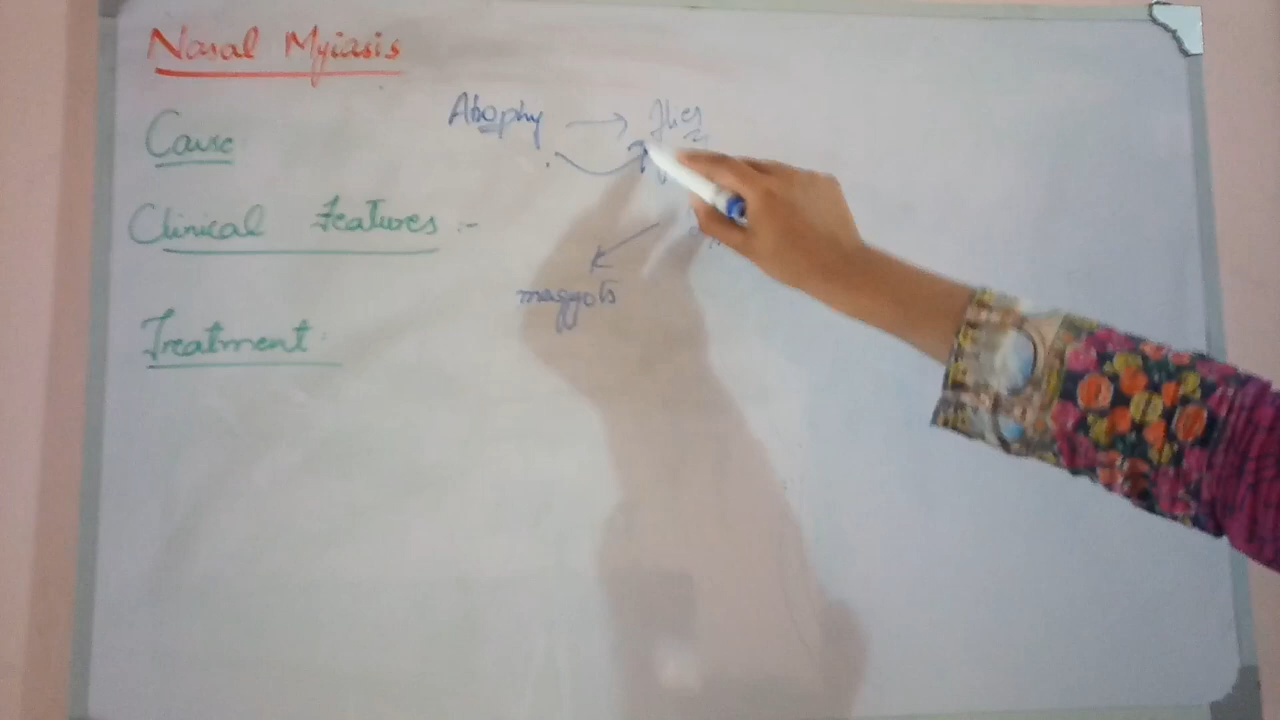 Nasal Myiasis
Cause
Atrophy → flies
Clinical Features :-
maggots
Treatment :